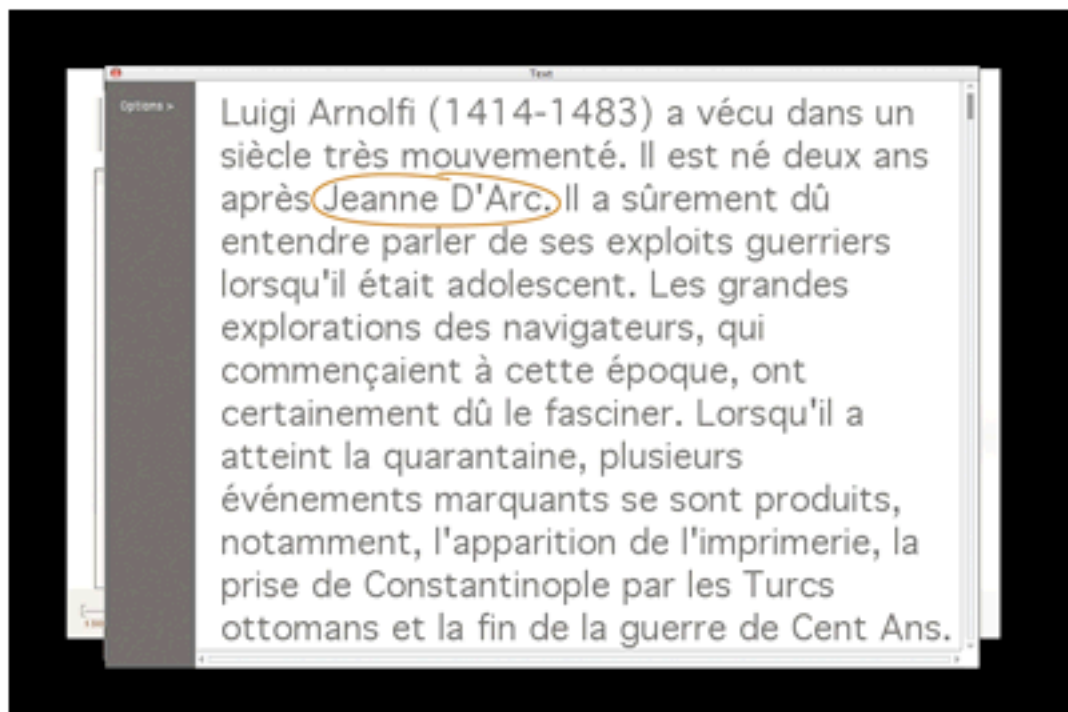 Text
Options >
Luigi Arnolfi (1414-1483) a vécu dans un
siècle très mouvementé. Il est né deux ans
après Jeanne D'Arc. Il a sûrement dû
entendre parler de ses exploits guerriers
lorsqu'il était adolescent. Les grandes
explorations des navigateurs, qui
commençaient à cette époque, ont
certainement dû le fasciner. Lorsqu'il a
atteint la quarantaine, plusieurs
événements marquants se sont produits,
notamment, l'apparition de l'imprimerie, la
prise de Constantinople par les Turcs
ottomans et la fin de la guerre de Cent Ans.